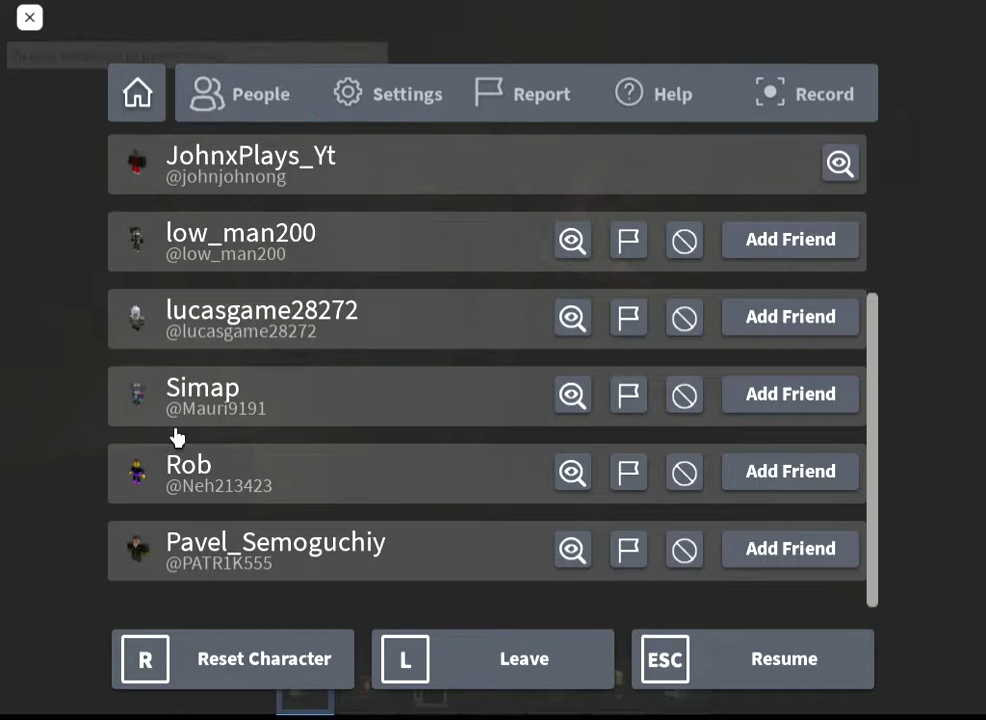 People
Settings
Report
Help
Record
JohnxPlays_Yt
@johnjohnong
low_man200
@low_man200
Add Friend
lucasgame28272
@lucasgame28272
Add Friend
Simap
@Mauri9191
Add Friend
Rob
@Neh213423
Add Friend
Pavel_Semoguchiy
@PATR1K555
Add Friend
R Reset Character
L Leave
ESC Resume